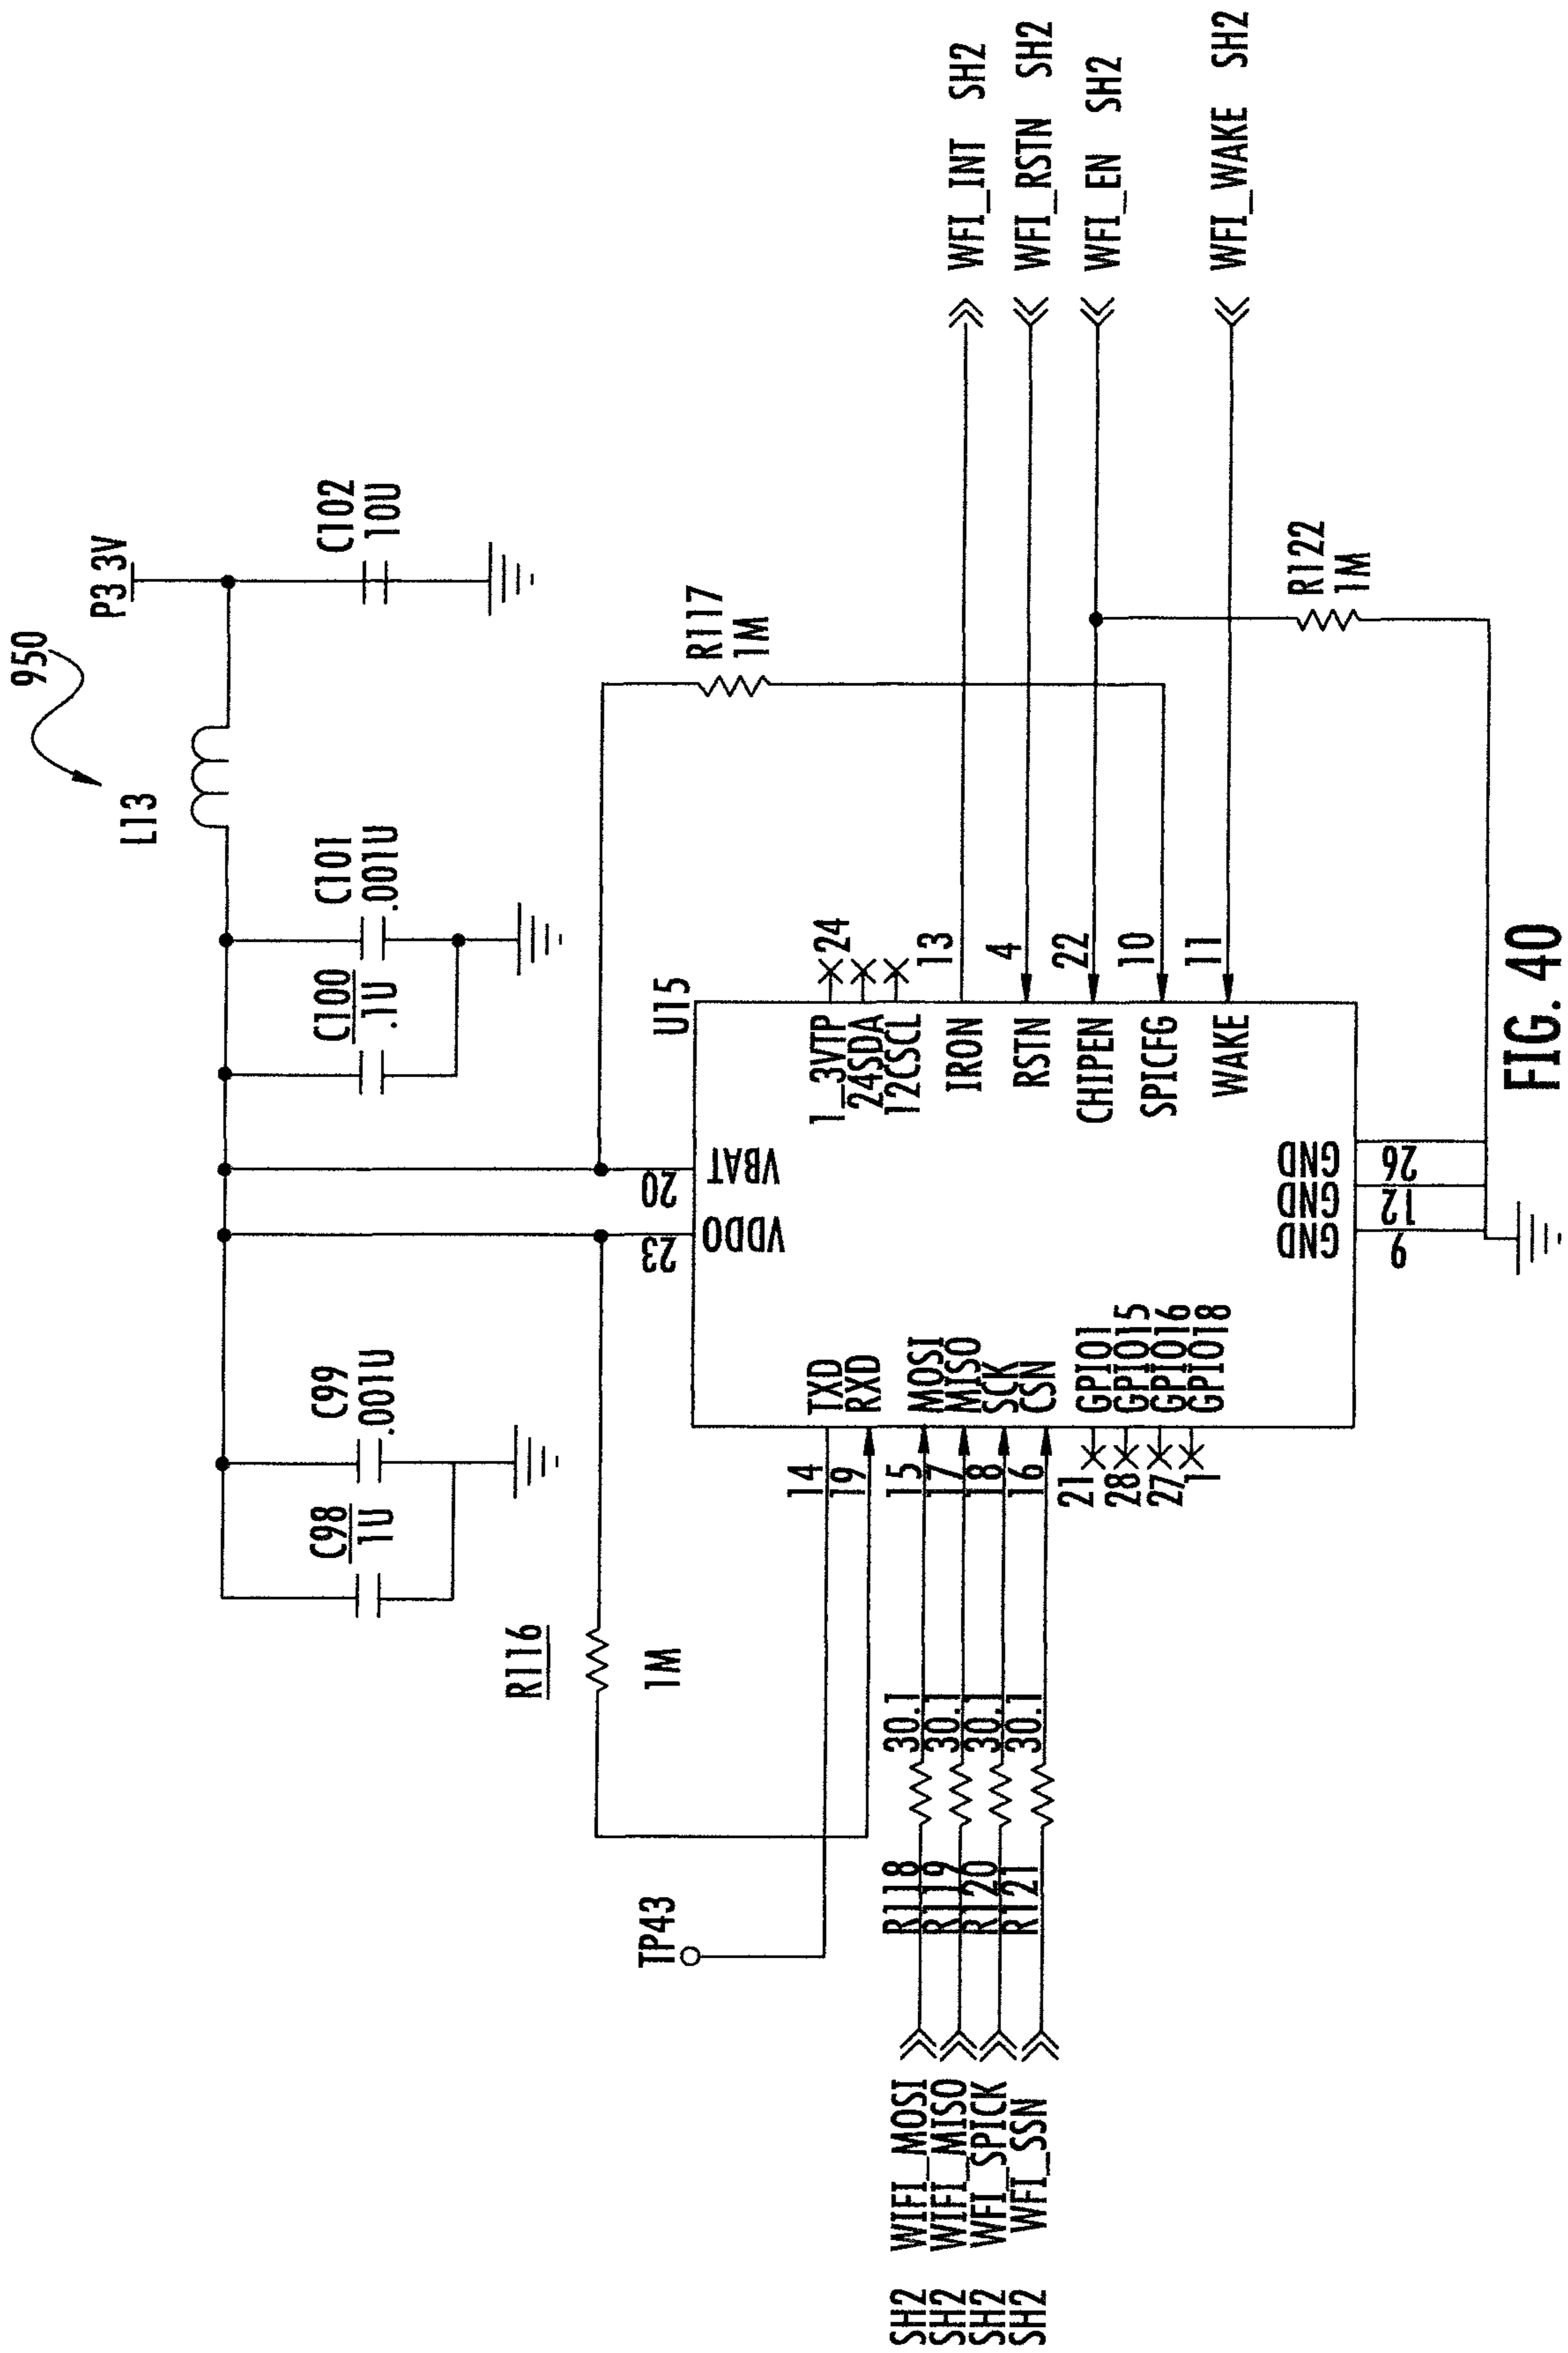 950
P3 3V
L13
C102
10U
C101
.001U
C100
.1U
C99
.001U
C98
1U
R116
1M
R117
1M
TP43
U15
23
20
VDDO
VBAT
14
TXD
19
RXD
15
MOSI
17
MISO
18
SCK
16
CSN
21
GPIO1
28
GPIO15
27
GPIO16
1
GPIO18
1_3VTP
24
24SDA
12CSCL
IRON
13
RSTN
4
CHIPEN
22
SPICFG
10
WAKE
11
GND
GND
GND
9
12
26
WFI_INT SH2
WFI_RSTN SH2
WFI_EN SH2
WFI_WAKE SH2
R122
1M
SH2 WIFI_MOSI R118 30.1
SH2 WIFI_MISO R119 30.1
SH2 WFI_SPICK R120 30.1
SH2 WFI_SSN R121 30.1
FIG. 40